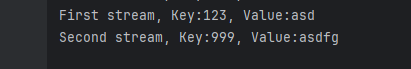 First stream, Key:123, Value:asd
Second stream, Key:999, Value:asdfg